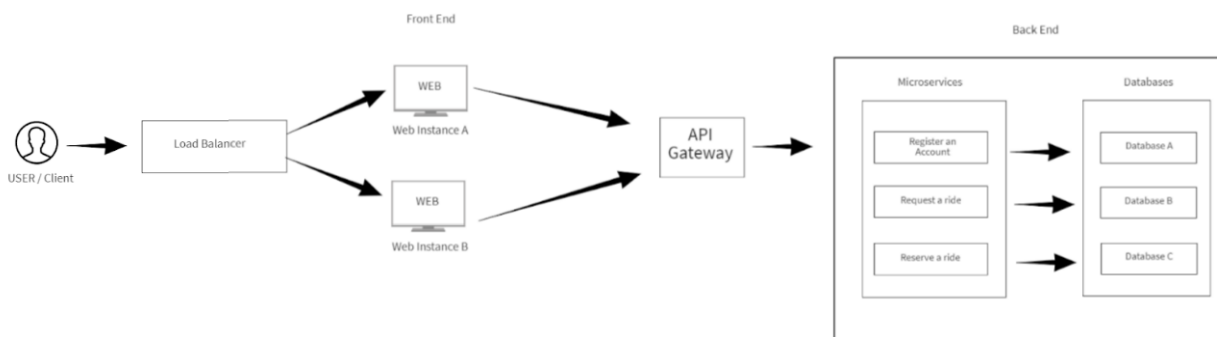 Front End
Back End
WEB
Web Instance A
USER / Client
Load Balancer
WEB
Web Instance B
API
Gateway
Microservices
Register an
Account
Request a ride
Reserve a ride
Databases
Database A
Database B
Database C